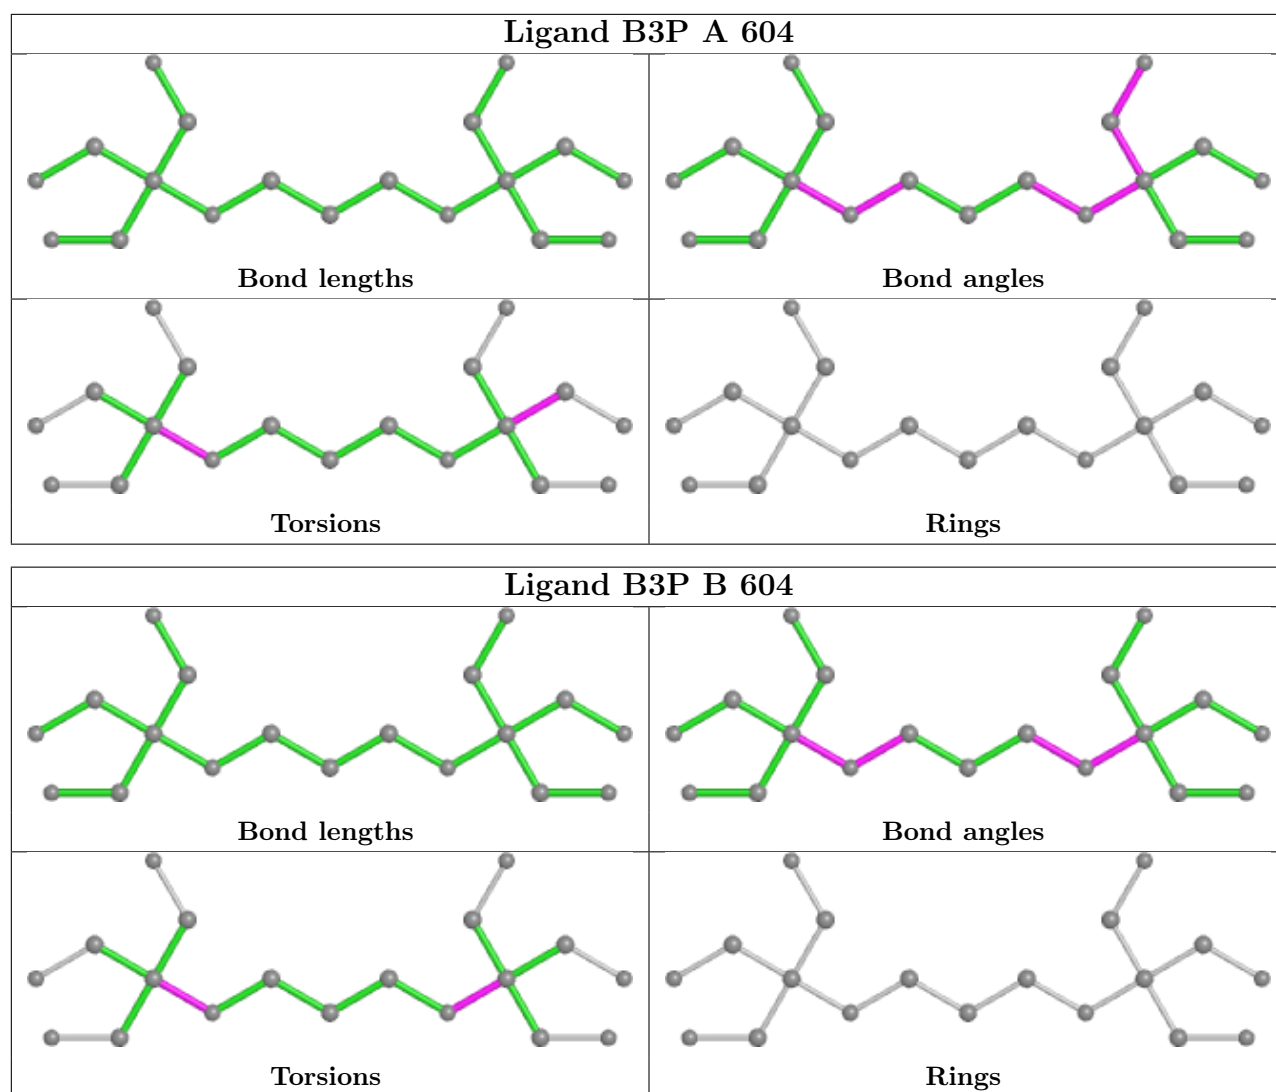 Ligand B3P A 604
Bond lengths
Bond angles
Torsions
Rings
Ligand B3P B 604
Bond lengths
Bond angles
Torsions
Rings